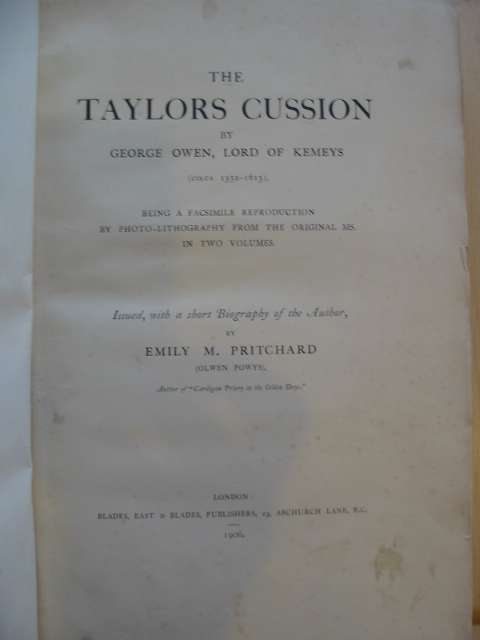 THE
TAYLORS CUSSION
BY
GEORGE OWEN, LORD OF KEMEYS
(CIRCA 1552-1613),
BEING A FACSIMILE REPRODUCTION
BY PHOTO-LITHOGRAPHY FROM THE ORIGINAL MS.
IN TWO VOLUMES.
Issued, with a short Biography of the Author,
BY
EMILY M. PRITCHARD
(OLWEN POWYS),
Author of "Cardigan Priory in the Olden Days."
LONDON:
BLADES, EAST & BLADES, PUBLISHERS, 23, ABCHURCH LANE, E.C.
1906.